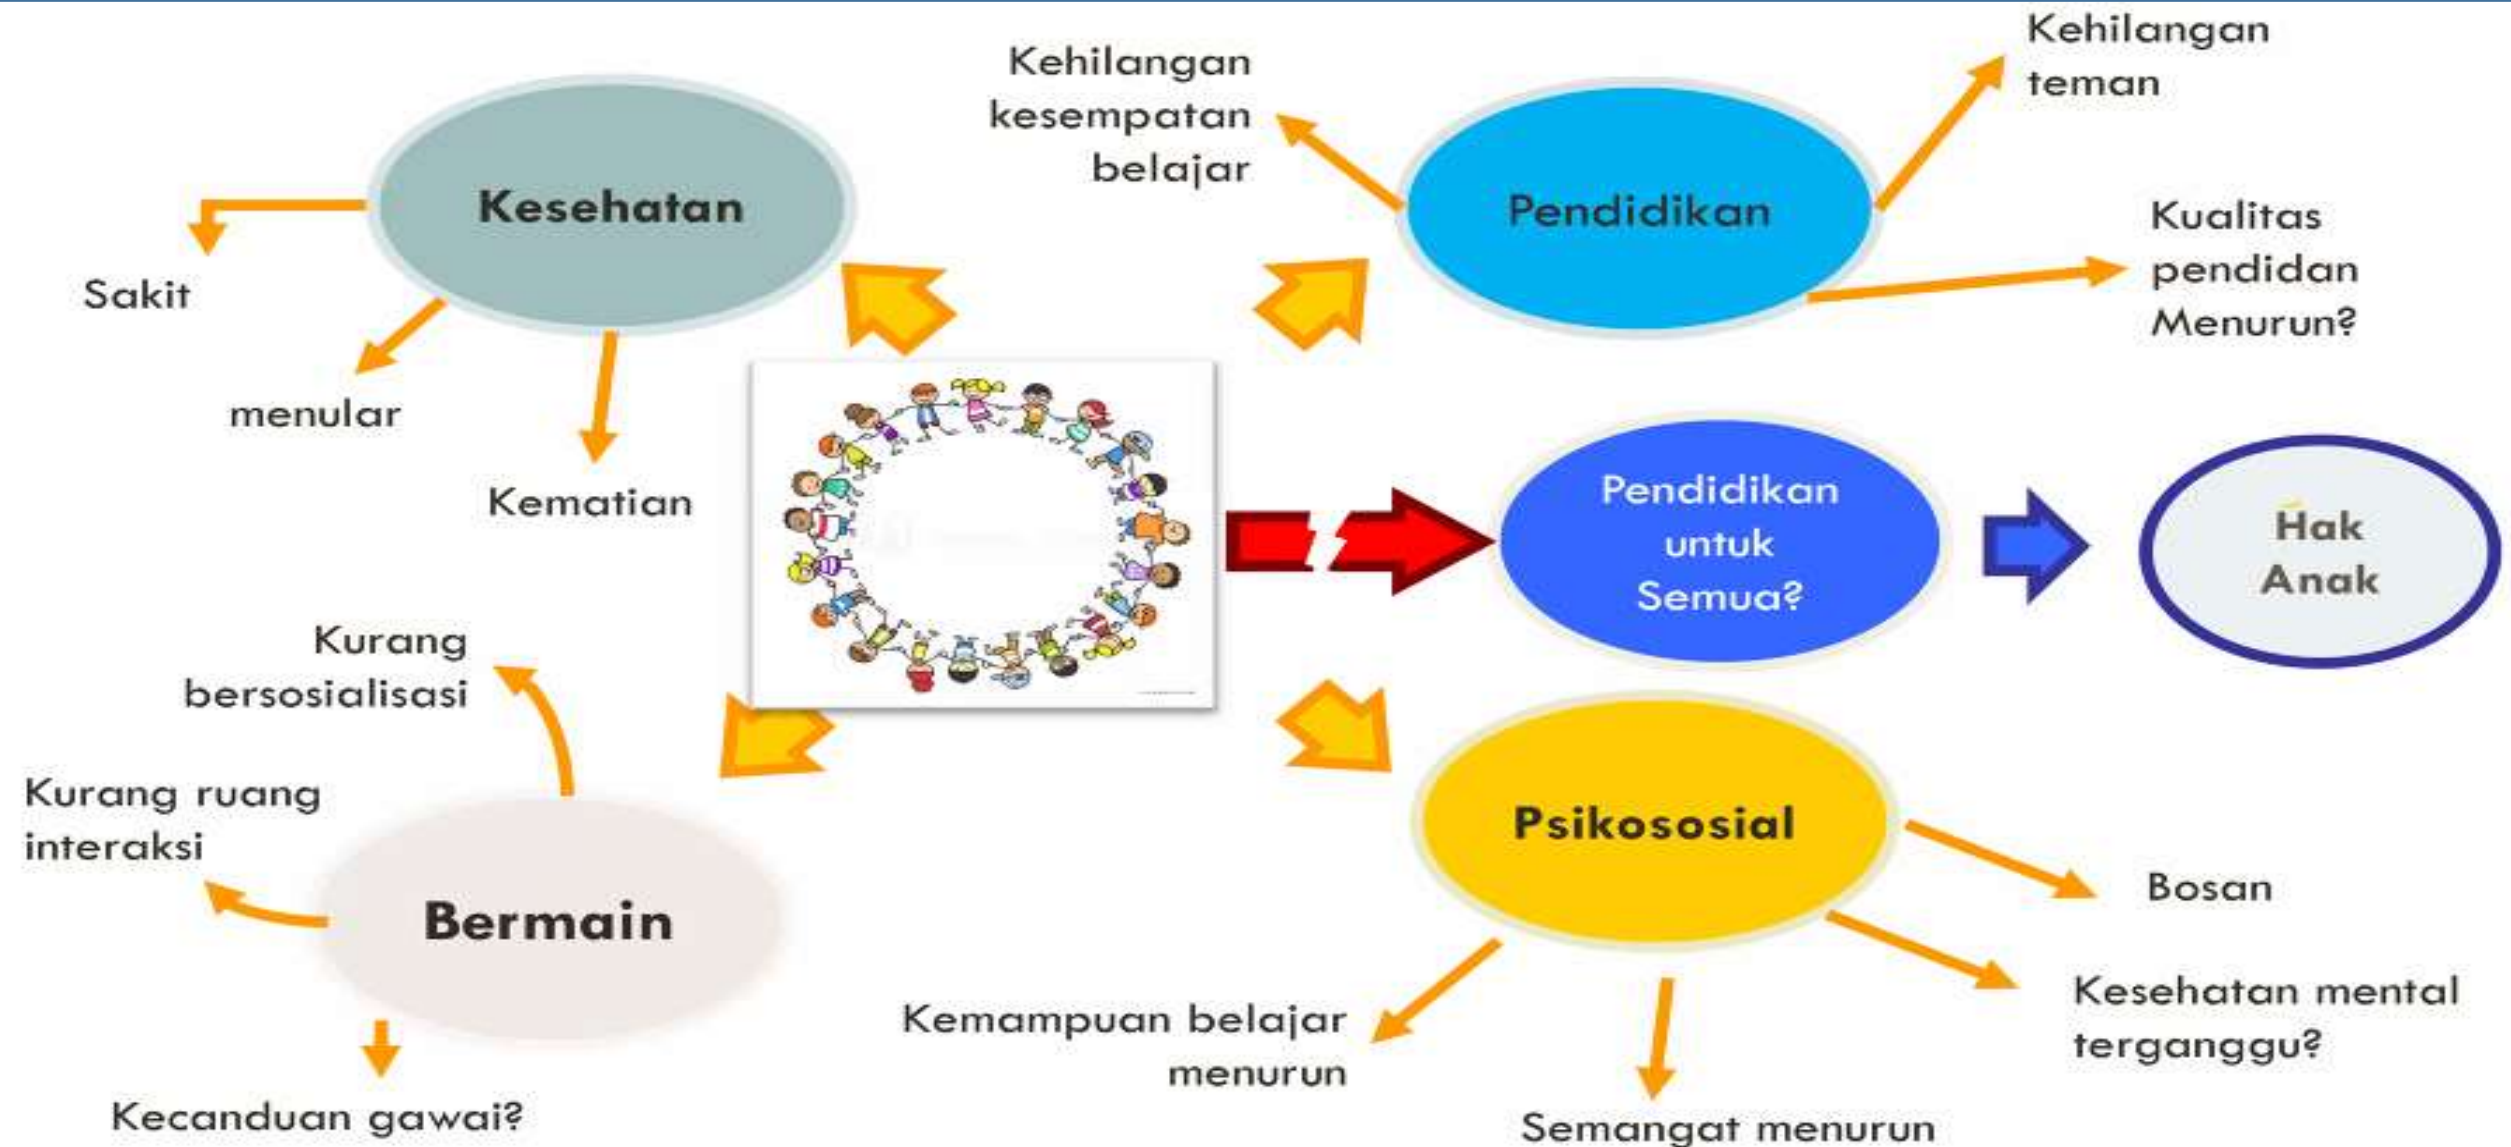 Kesehatan
Sakit
menular
Kematian
Kehilangan
kesempatan
belajar
Pendidikan
Kehilangan
teman
Kualitas
pendidan
Menurun?
Pendidikan
untuk
Semua?
Hak
Anak
Kurang
bersosialisasi
Kurang ruang
interaksi
Bermain
Kecanduan gawai?
Psikososial
Bosan
Kesehatan mental
terganggu?
Kemampuan belajar
menurun
Semangat menurun